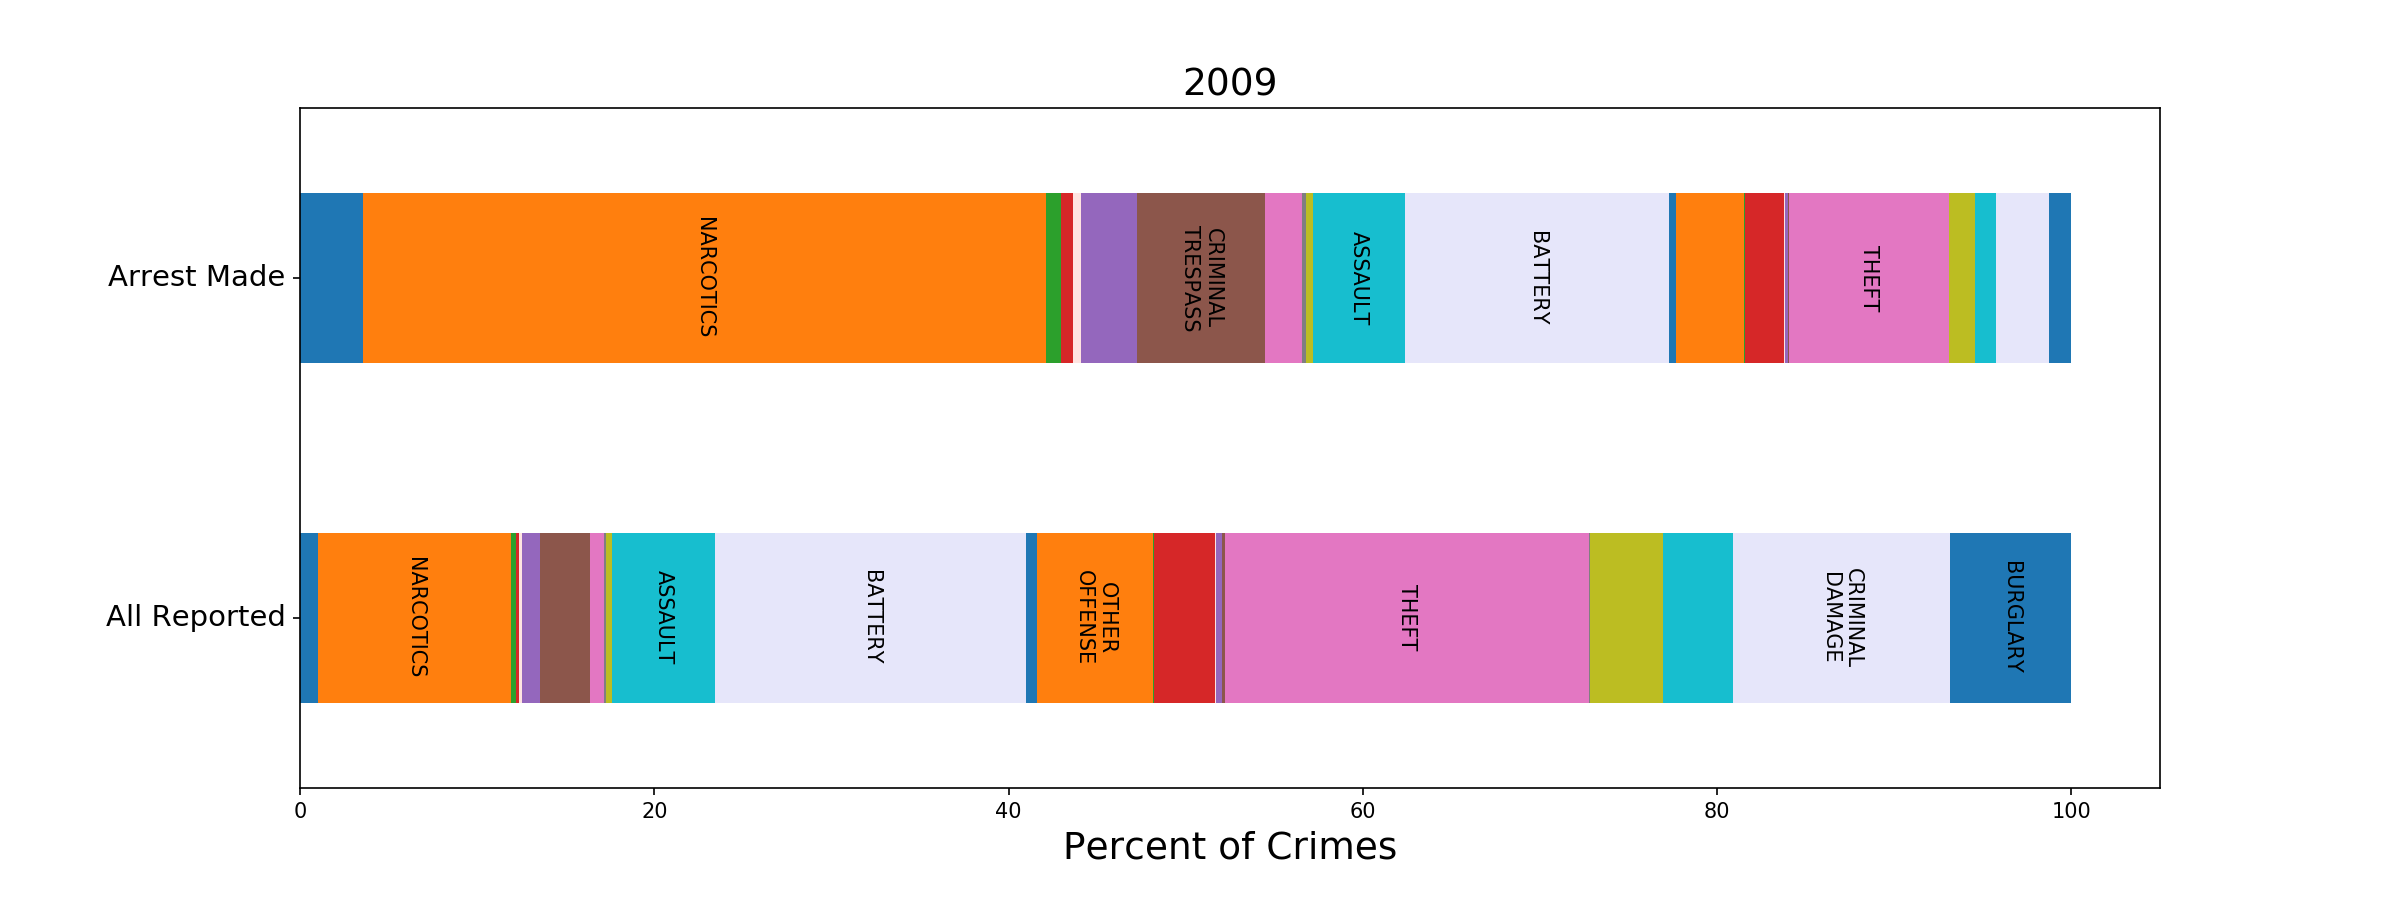 2009
Arrest Made
NARCOTICS
CRIMINAL
TRESPASS
ASSAULT
BATTERY
THEFT
All Reported
NARCOTICS
ASSAULT
BATTERY
OTHER
OFFENSE
THEFT
CRIMINAL
DAMAGE
BURGLARY
0 20 40 60 80 100
Percent of Crimes